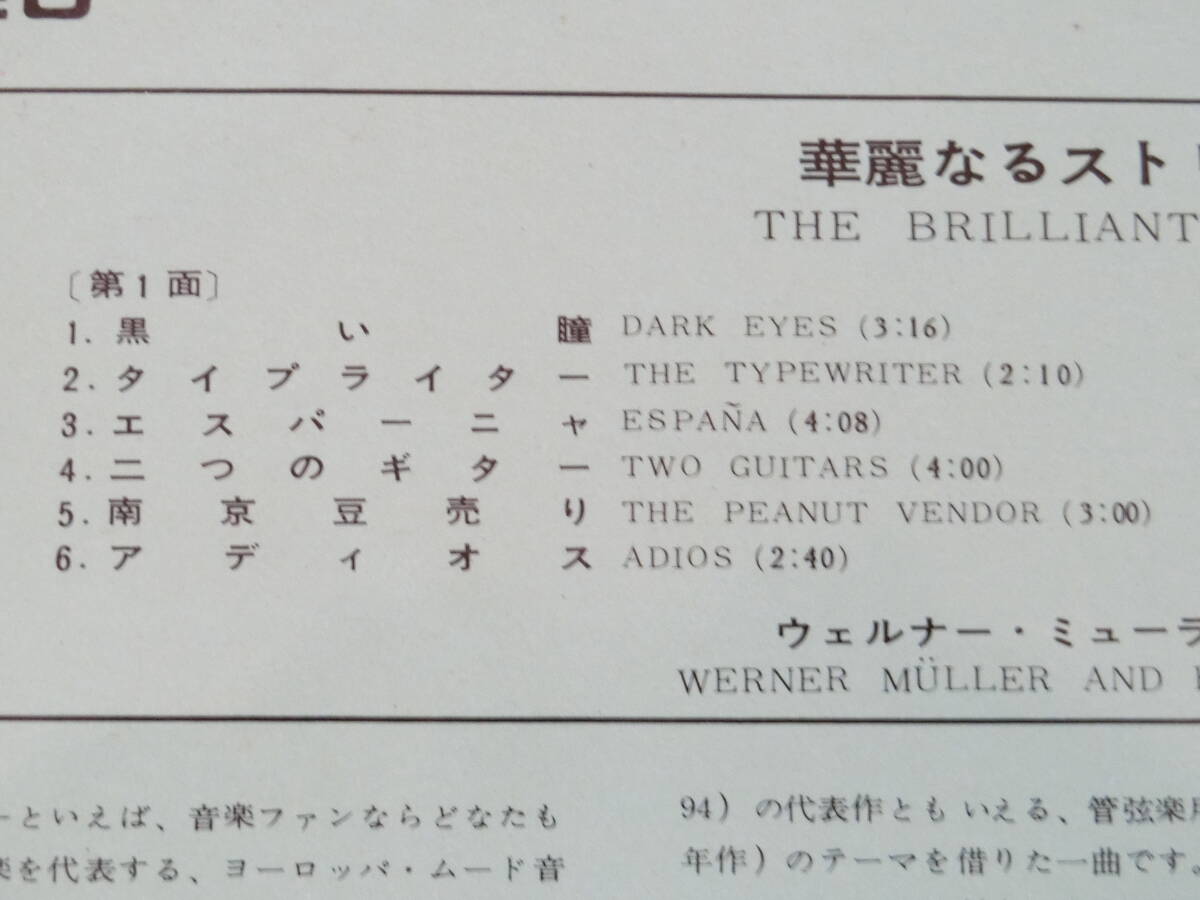 華麗なるスト
THE BRILLIANT
〔第1面〕
1. 黒い瞳 DARK EYES (3:16)
2. タイプライター THE TYPEWRITER (2:10)
3. エスパーニャ ESPAÑA (4:08)
4. 二つのギター TWO GUITARS (4:00)
5. 南京豆売り THE PEANUT VENDOR (3:00)
6. アディオス ADIOS (2:40)
ウェルナー・ミューラ
WERNER MÜLLER AND
ーといえば、音楽ファンならどなたも
楽を代表する、ヨーロッパ・ムード音
94) の代表作ともいえる、管弦楽用
年作) のテーマを借りた一曲です。